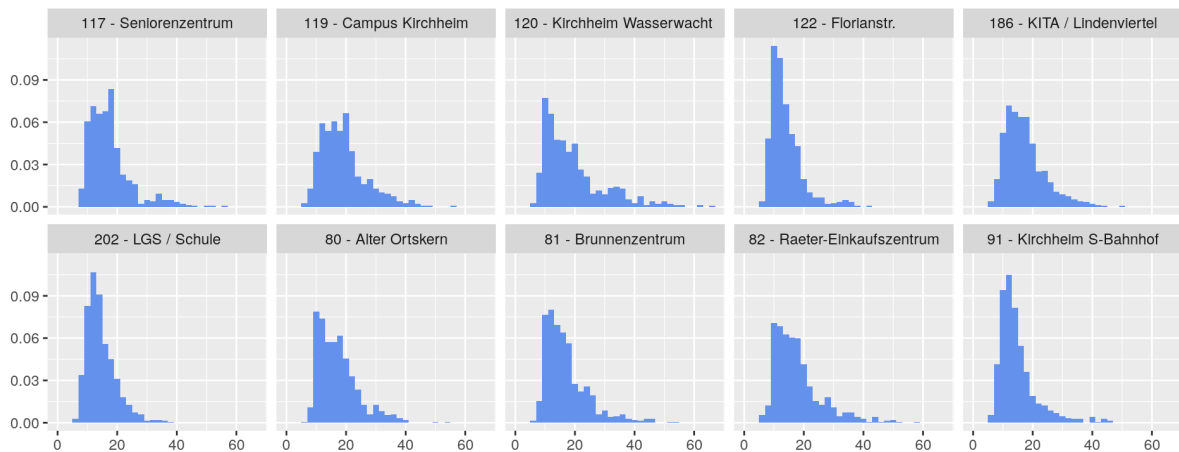 117 - Seniorenzentrum
119 - Campus Kirchheim
120 - Kirchheim Wasserwacht
122 - Florianstr.
186 - KITA / Lindenviertel
0.09
0.06
0.03
0.00
202 - LGS / Schule
80 - Alter Ortskern
81 - Brunnenzentrum
82 - Raeter-Einkaufszentrum
91 - Kirchheim S-Bahnhof
0.09
0.06
0.03
0.00
0 20 40 60
0 20 40 60
0 20 40 60
0 20 40 60
0 20 40 60